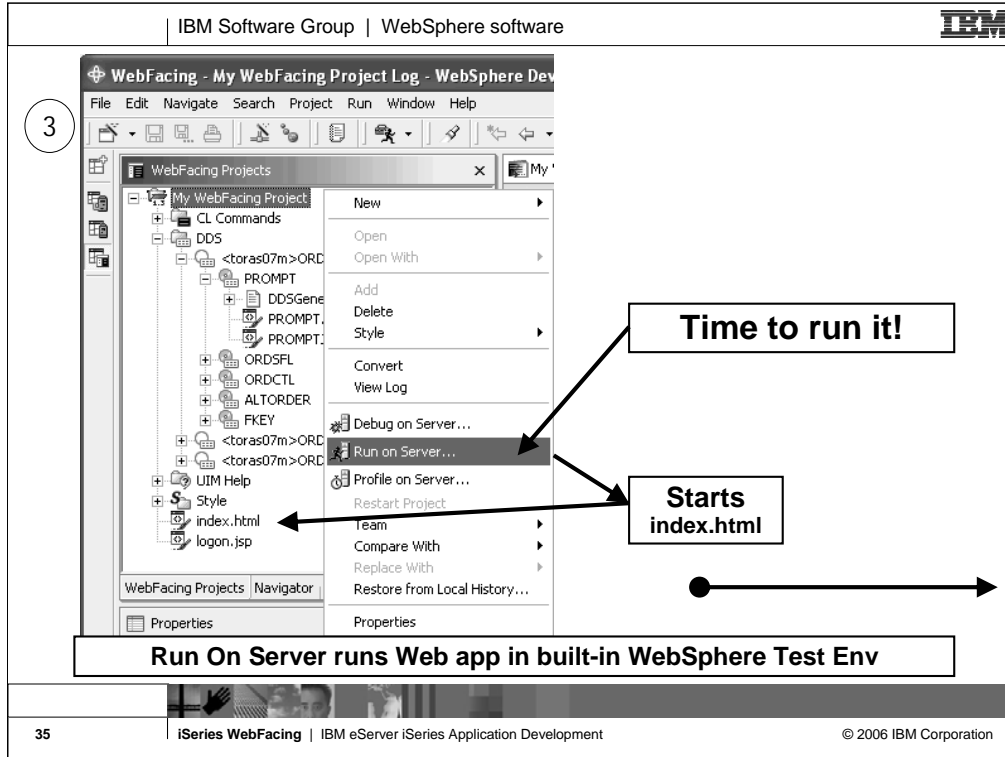 IBM Software Group | WebSphere software
IBM
3
WebFacing - My WebFacing Project Log - WebSphere Dev
File Edit Navigate Search Project Run Window Help
WebFacing Projects
My
My WebFacing Project
CL Commands
DDS
<toras07m>ORD
PROMPT
DDSGene
PROMPT.
PROMPTJ
ORDSFL
ORDCTL
ALTORDER
FKEY
<toras07m>ORD
<toras07m>ORD
UIM Help
Style
index.html
logon.jsp
WebFacing Projects Navigator
Properties
New
Open
Open With
Add
Delete
Style
Convert
View Log
Debug on Server...
Run on Server...
Profile on Server...
Restart Project
Team
Compare With
Replace With
Restore from Local History...
Properties
Time to run it!
Starts
index.html
Run On Server runs Web app in built-in WebSphere Test Env
35
iSeries WebFacing | IBM eServer iSeries Application Development
© 2006 IBM Corporation